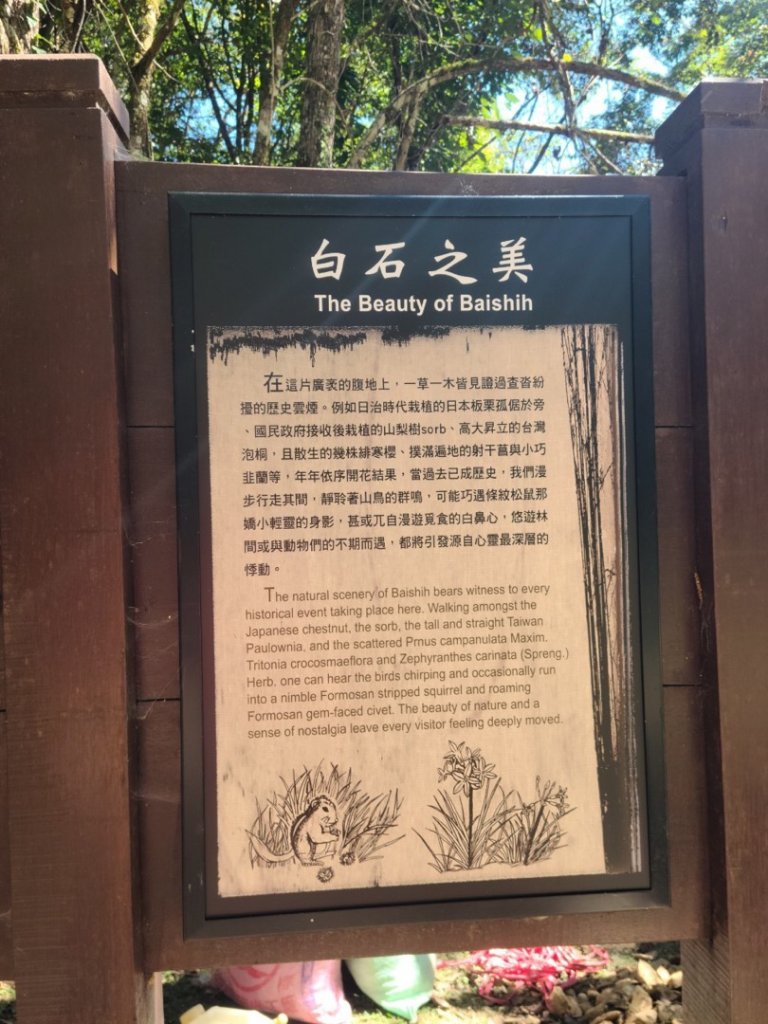 白石之美
The Beauty of Baishih
在這片廣袤的腹地上，一草一木皆見證過查沓紛
擾的歷史雲煙。例如日治時代栽植的日本板栗孤倨於旁
、國民政府接收後栽植的山梨樹sorb、高大昇立的台灣
泡桐，且散生的幾株緋寒櫻、撲滿遍地的射干菖與小巧
韭蘭等，年年依序開花結果，當過去已成歷史，我們漫
步行走其間，靜聆著山鳥的群鳴，可能巧遇條紋松鼠那
嬌小輕靈的身影，甚或兀自漫遊覓食的白鼻心，悠遊林
間或與動物們的不期而遇，都將引發源自心靈最深層的
悸動。
The natural scenery of Baishih bears witness to every
historical event taking place here. Walking amongst the
Japanese chestnut, the sorb, the tall and straight Taiwan
Paulownia, and the scattered Prnus campanulata Maxim.
Tritonia crocosmaeflora and Zephyranthes carinata (Spreng.)
Herb. one can hear the birds chirping and occasionally run
into a nimble Formosan stripped squirrel and roaming
Formosan gem-faced civet. The beauty of nature and a
sense of nostalgia leave every visitor feeling deeply moved.